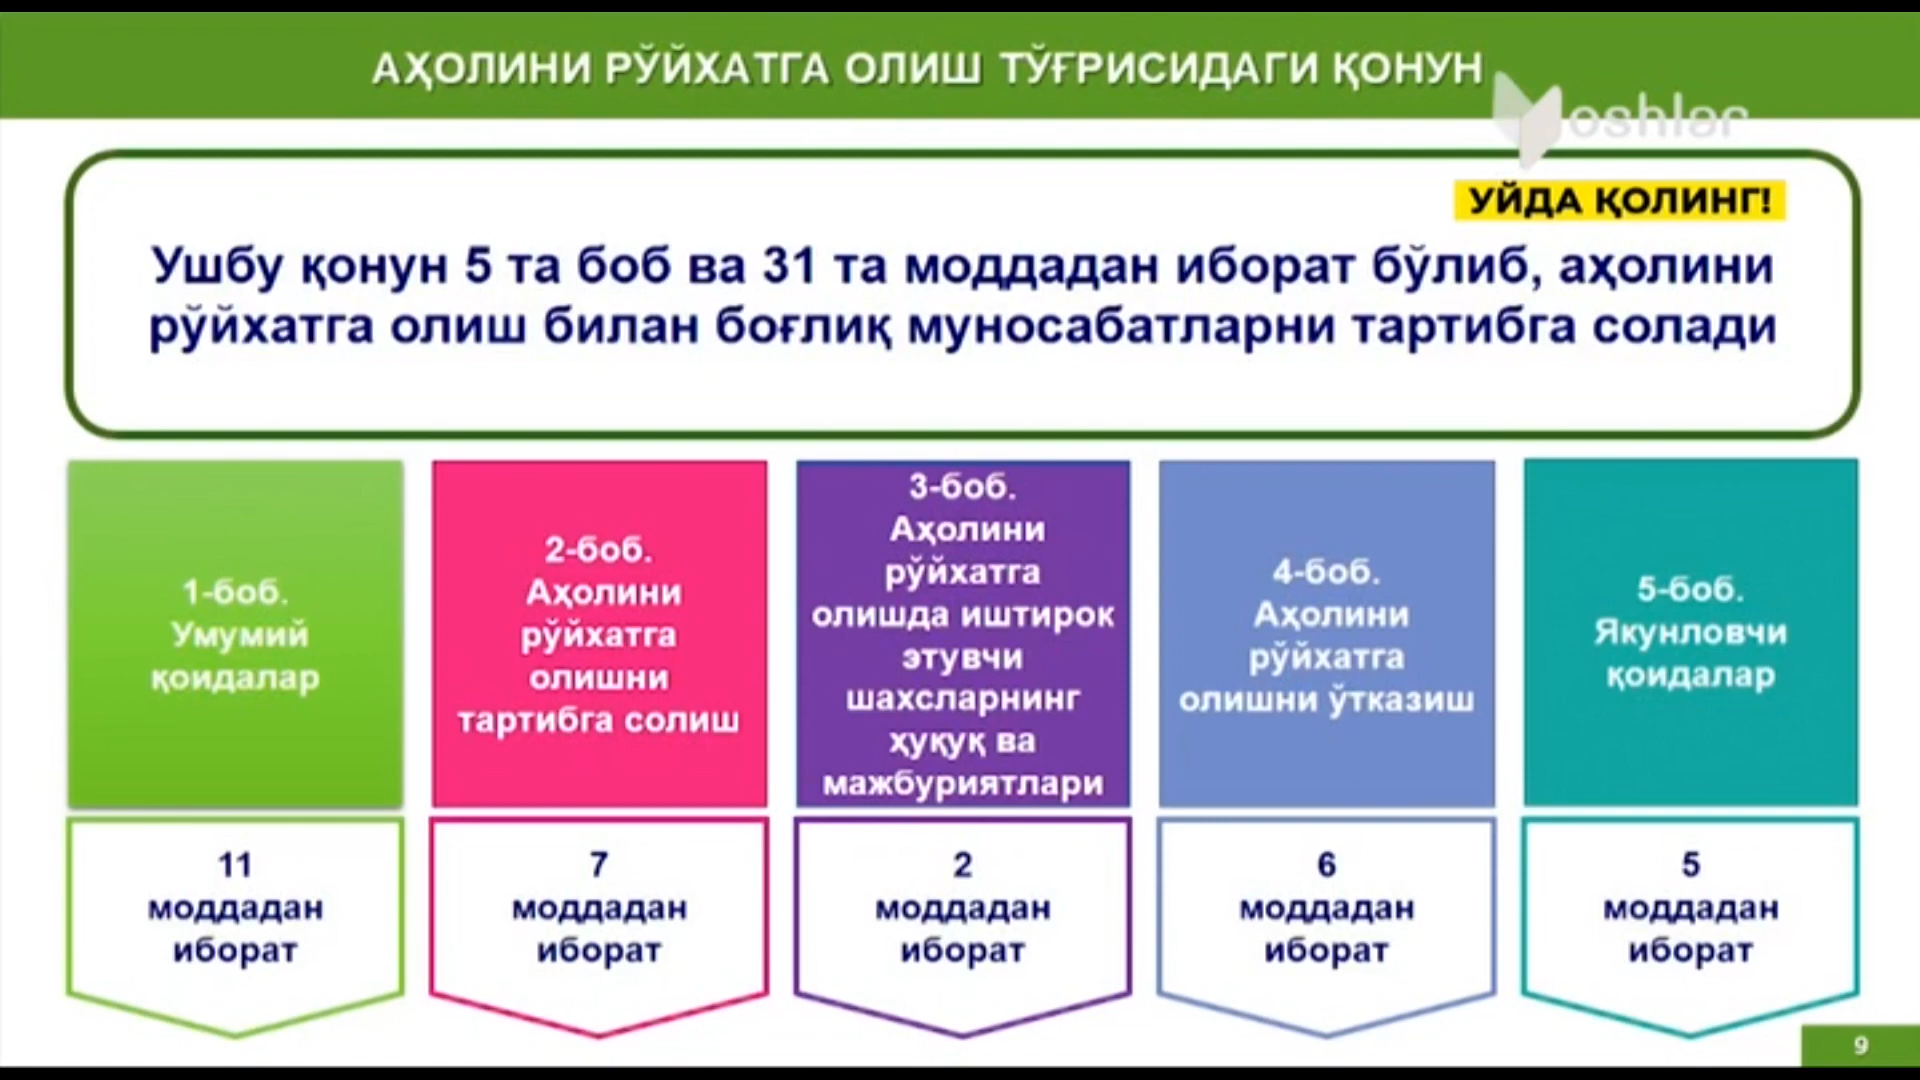 АҲОЛИНИ РЎЙХАТГА ОЛИШ ТЎҒРИСИДАГИ ҚОНУН
oshlar
УЙДА ҚОЛИНГ!
Ушбу қонун 5 та боб ва 31 та моддадан иборат бўлиб, аҳолини
рўйхатга олиш билан боғлиқ муносабатларни тартибга солади
1-боб.
Умумий
қоидалар
11
моддадан
иборат
2-боб.
Аҳолини
рўйхатга
олишни
тартибга солиш
7
моддадан
иборат
3-боб.
Аҳолини
рўйхатга
олишда иштирок
этувчи
шахсларнинг
ҳуқуқ ва
мажбуриятлари
2
моддадан
иборат
4-боб.
Аҳолини
рўйхатга
олишни ўтказиш
6
моддадан
иборат
5-боб.
Якунловчи
қоидалар
5
моддадан
иборат
9